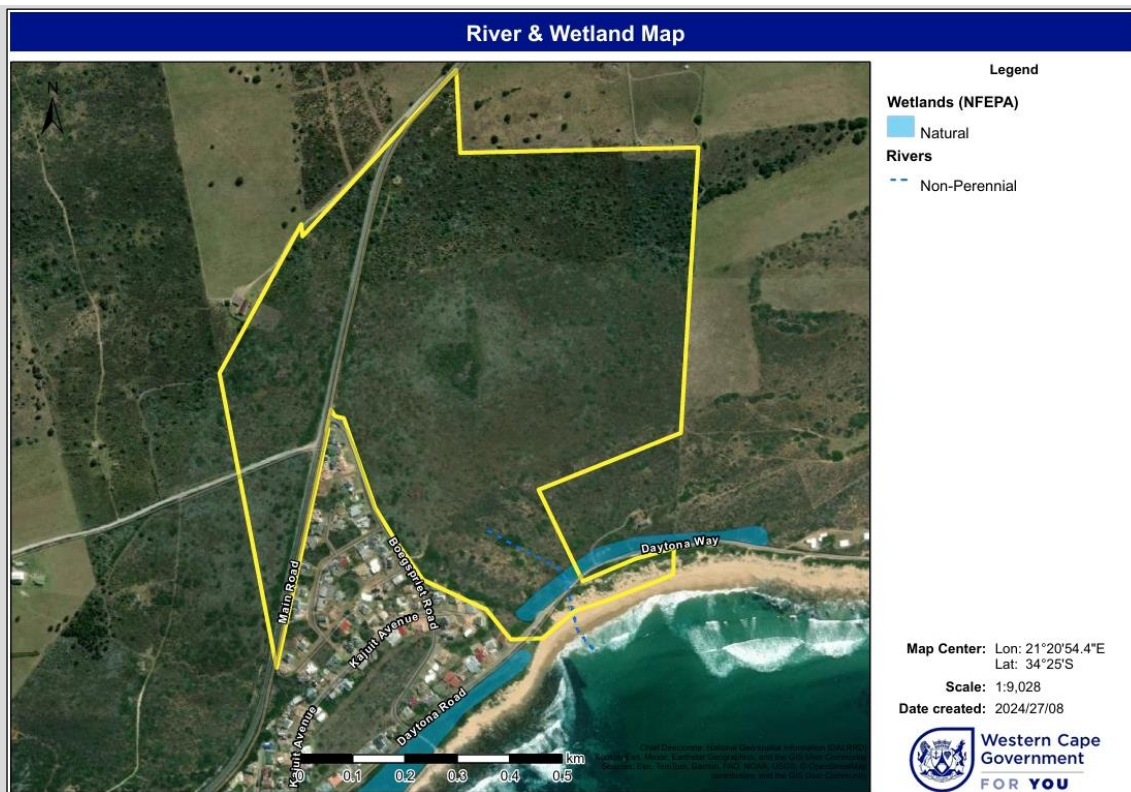 River & Wetland Map
N
Main Road
Boegspriet Road
Kajuit Avenue
Kajuit Avenue
Daytona Road
Daytona Way
0 0.1 0.2 0.3 0.4 0.5 km
Legend
Wetlands (NFEPA)
Natural
Rivers
Non-Perennial
Map Center: Lon: 21°20'54.4"E
Lat: 34°25'S
Scale: 1:9,028
Date created: 2024/27/08
Western Cape
Government
FOR YOU